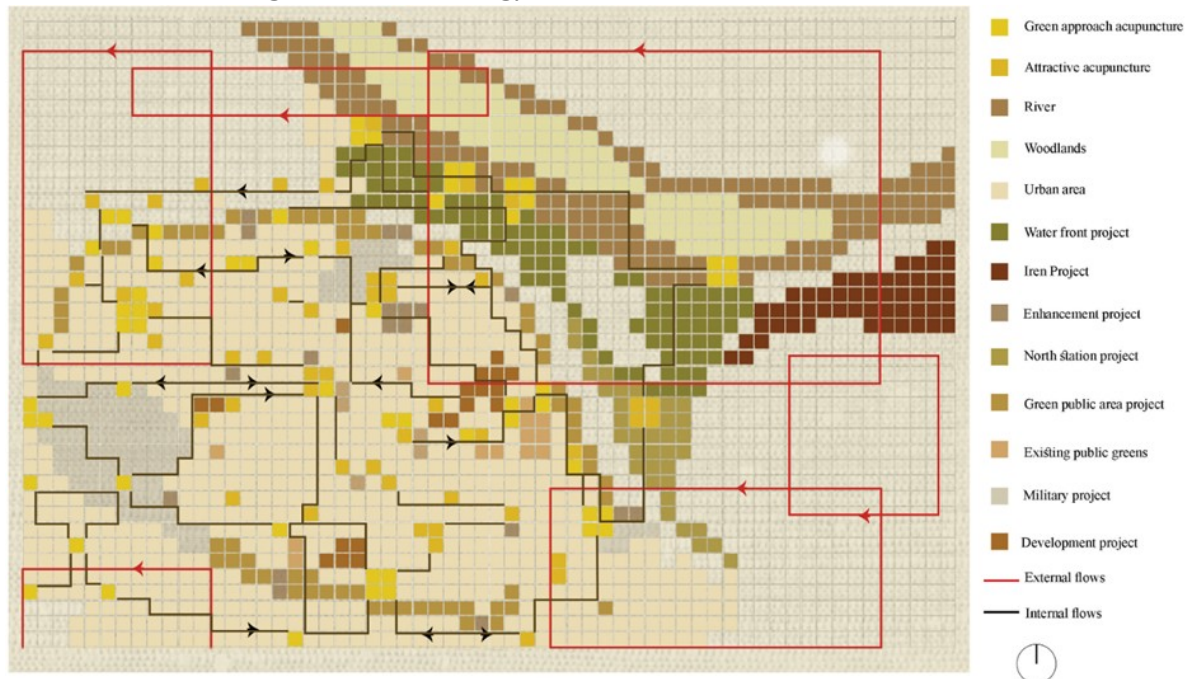 Green approach acupuncture
Attractive acupuncture
River
Woodlands
Urban area
Water front project
Iren Project
Enhancement project
North station project
Green public area project
Existing public greens
Military project
Development project
External flows
Internal flows